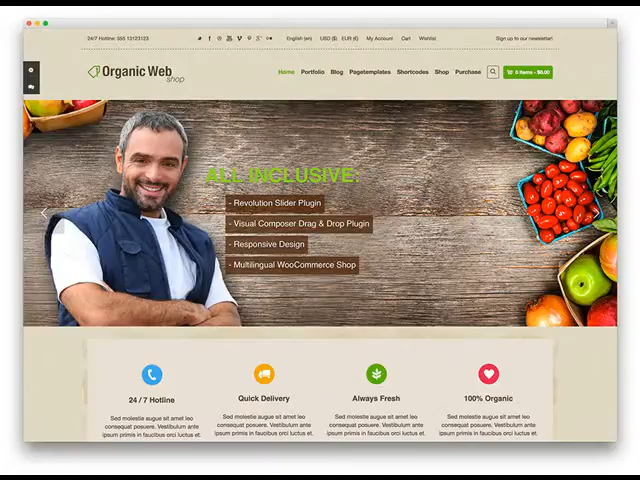 24/7 Hotline: 555 13123123
English (en) USD ($) EUR (€) My Account Cart Wishlist
Sign up to our newsletter!
Organic Web
shop
Home Portfolio Blog Pagetemplates Shortcodes Shop Purchase
0 items - $0.00
ALL INCLUSIVE:
- Revolution Slider Plugin
- Visual Composer Drag & Drop Plugin
- Responsive Design
- Multilingual WooCommerce Shop
24 / 7 Hotline
Sed molestie augue sit amet leo
consequat posuere. Vestibulum ante
ipsum primis in faucibus orci luctus et.
Quick Delivery
Sed molestie augue sit amet leo
consequat posuere. Vestibulum ante
ipsum primis in faucibus orci luctus et.
Always Fresh
Sed molestie augue sit amet leo
consequat posuere. Vestibulum ante
ipsum primis in faucibus orci luctus et.
100% Organic
Sed molestie augue sit amet leo
consequat posuere. Vestibulum ante
ipsum primis in faucibus orci luctus et.